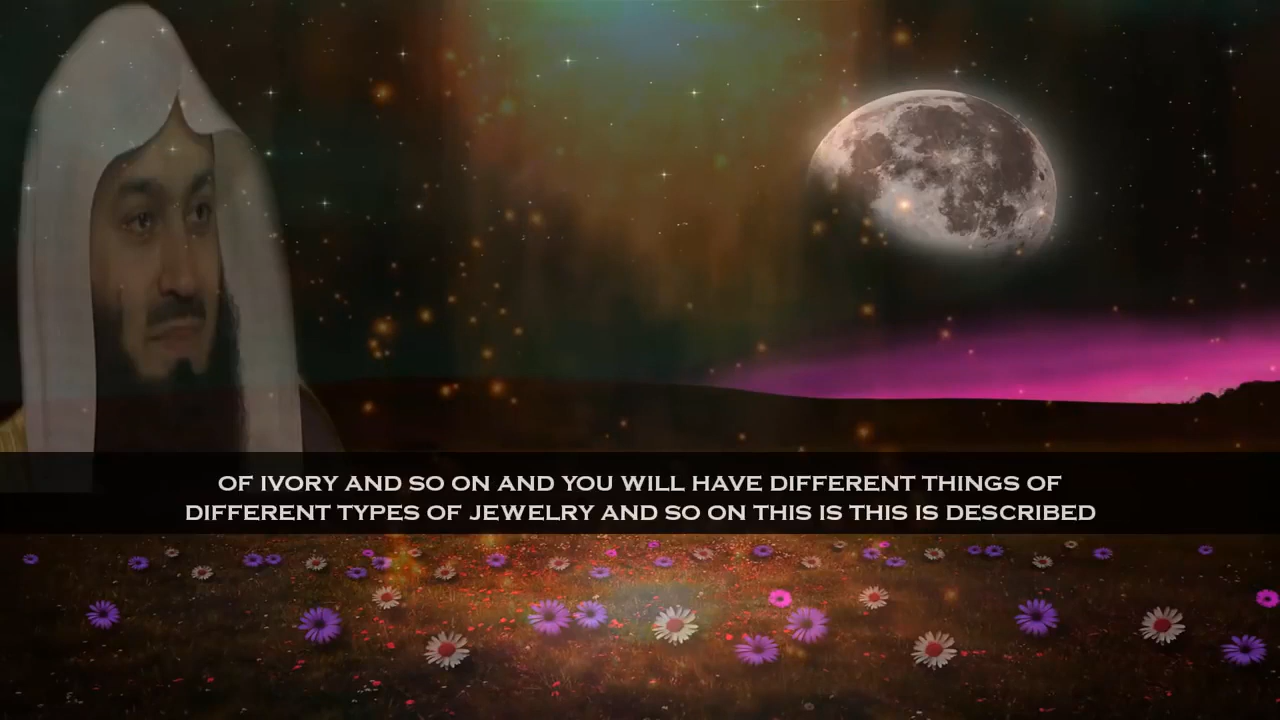 OF IVORY AND SO ON AND YOU WILL HAVE DIFFERENT THINGS OF
DIFFERENT TYPES OF JEWELRY AND SO ON THIS IS THIS IS DESCRIBED